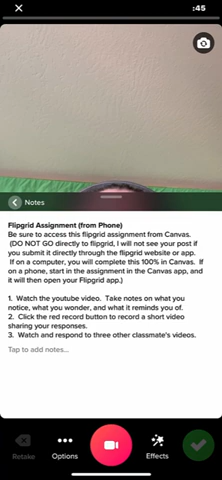 :45
Notes
Flipgrid Assignment (from Phone)
Be sure to access this flipgrid assignment from Canvas.
(DO NOT GO directly to flipgrid, I will not see your post if
you submit it directly through the flipgrid website or app.
If on a computer, you will complete this 100% in Canvas. If
on a phone, start in the assignment in the Canvas app, and
it will then open your Flipgrid app.)
1. Watch the youtube video. Take notes on what you
notice, what you wonder, and what it reminds you of.
2. Click the red record button to record a short video
sharing your responses.
3. Watch and respond to three other classmate's videos.
Tap to add notes...
Retake Options Effects